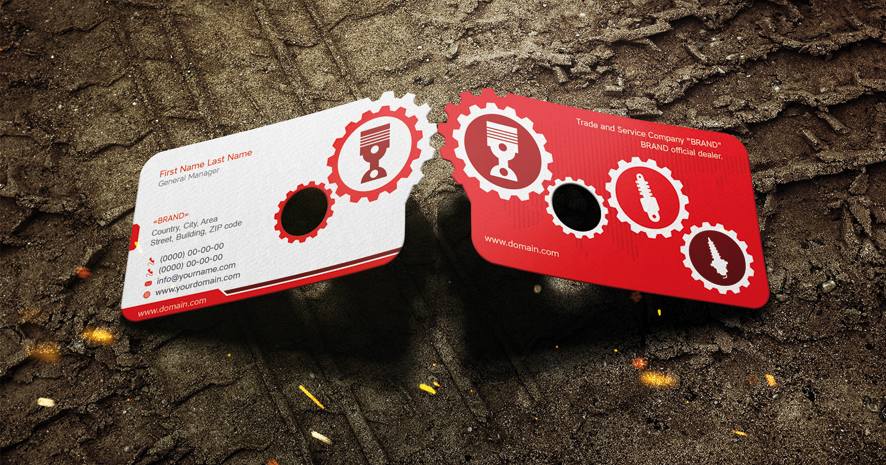 First Name Last Name
General Manager
«BRAND»
Country, City, Area
Street, Building, ZIP code
(0000) 00-00-00
(0000) 00-00-00
info@yourname.com
www.yourdomain.com
www.domain.com
Trade and Service Company "BRAND"
BRAND official dealer.
www.domain.com